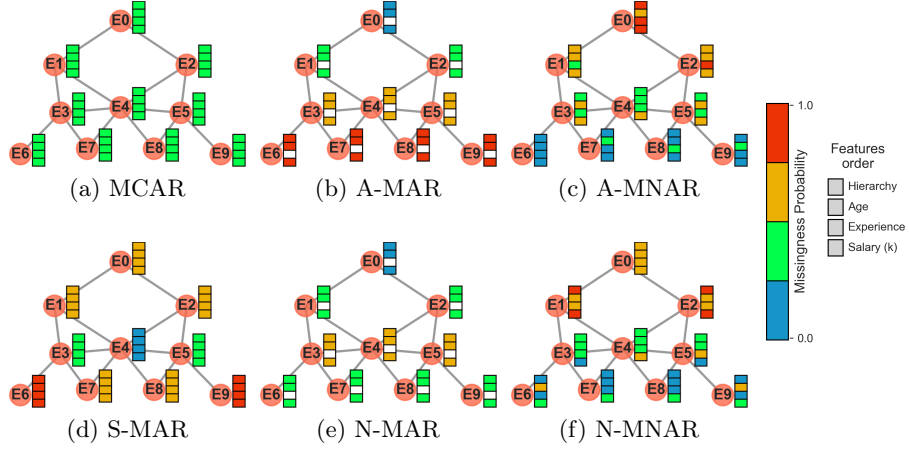 E0
E1
E2
E3
E4
E5
E6
E7
E8
E9
(a) MCAR
E0
E1
E2
E3
E4
E5
E6
E7
E8
E9
(b) A-MAR
E0
E1
E2
E3
E4
E5
E6
E7
E8
E9
(c) A-MNAR
E0
E1
E2
E3
E4
E5
E6
E7
E8
E9
(d) S-MAR
E0
E1
E2
E3
E4
E5
E6
E7
E8
E9
(e) N-MAR
E0
E1
E2
E3
E4
E5
E6
E7
E8
E9
(f) N-MNAR
1.0
Missingness Probability
0.0
Features
order
Hierarchy
Age
Experience
Salary (k)